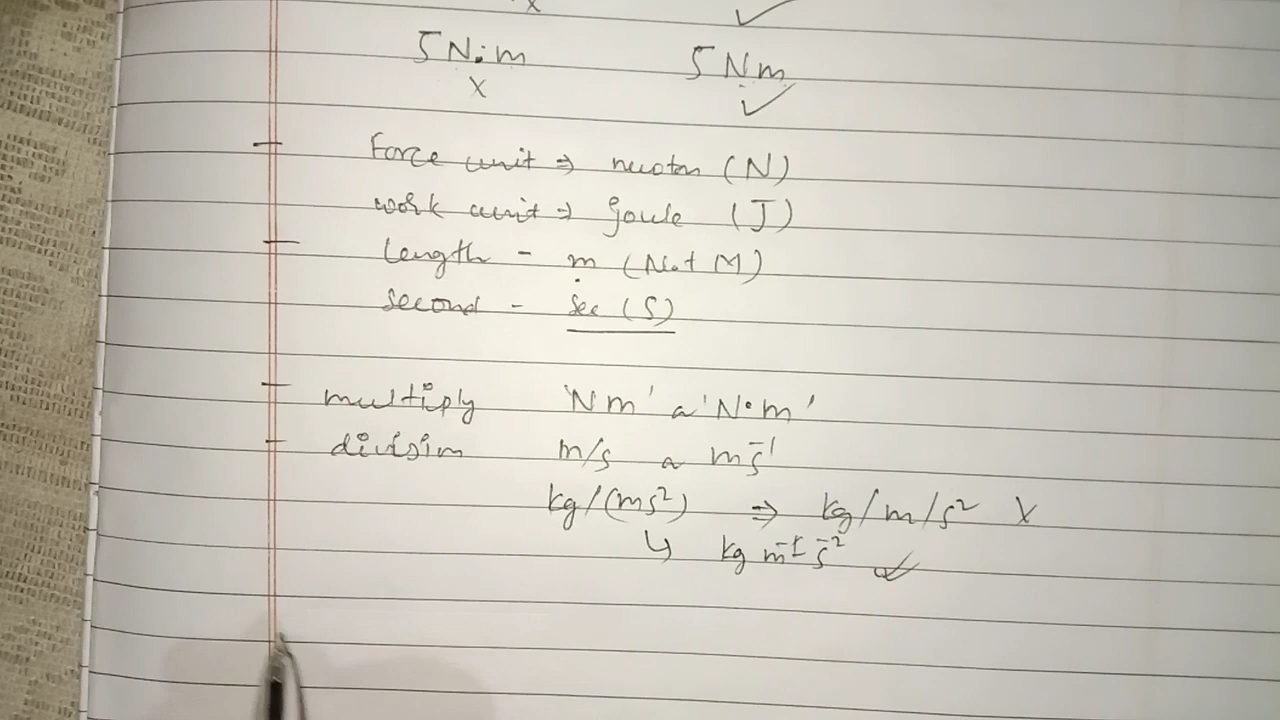 5 N.m 5 Nm
x ✓
Force unit ⇒ newton (N)
work unit ⇒ joule (J)
Length - m (Not M)
second - sec (S)
multiply 'Nm' a 'N•m'
division m/s a ms⁻¹
kg/(ms²) ⇒ kg/m/s² X
↳ kg m⁻¹ s⁻² ✓